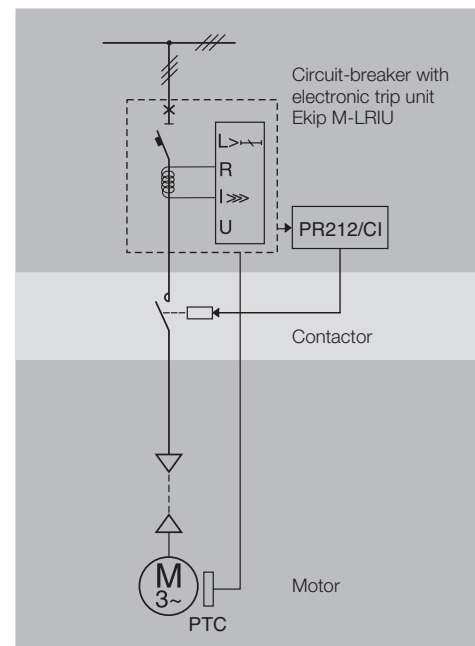 Circuit-breaker with
electronic trip unit
Ekip M-LRIU
L>
R
I>>>
U
PR212/CI
Contactor
M
3~
PTC
Motor